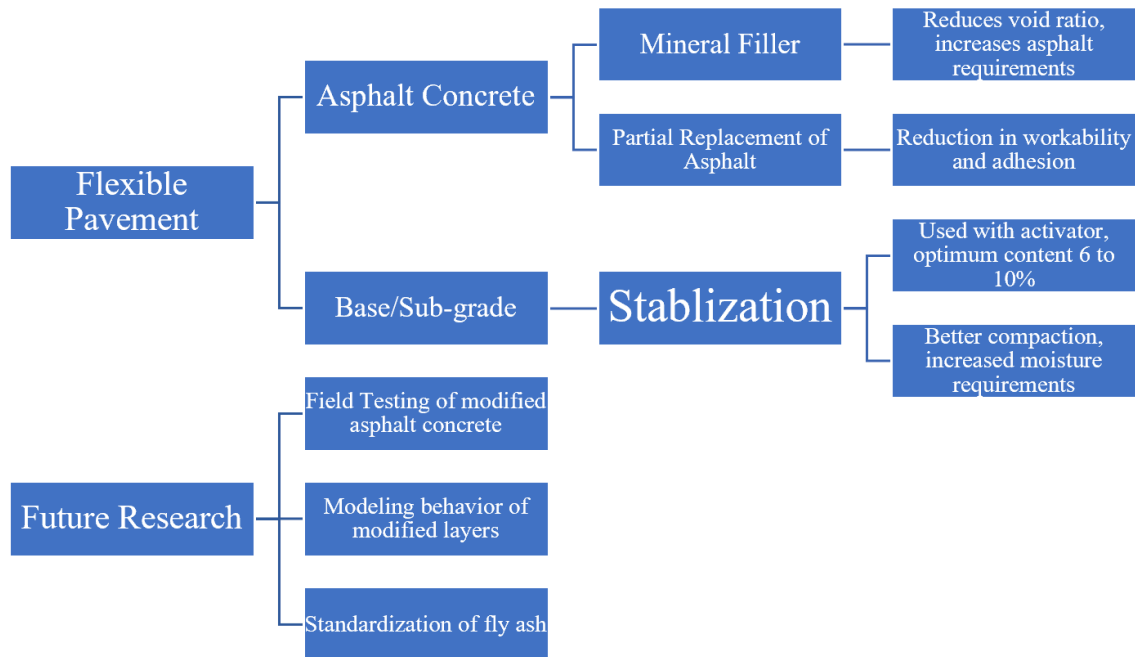 Flexible
Pavement
Asphalt Concrete
Mineral Filler
Reduces void ratio,
increases asphalt
requirements
Partial Replacement of
Asphalt
Reduction in workability
and adhesion
Base/Sub-grade
Stablization
Used with activator,
optimum content 6 to
10%
Better compaction,
increased moisture
requirements
Future Research
Field Testing of modified
asphalt concrete
Modeling behavior of
modified layers
Standardization of fly ash